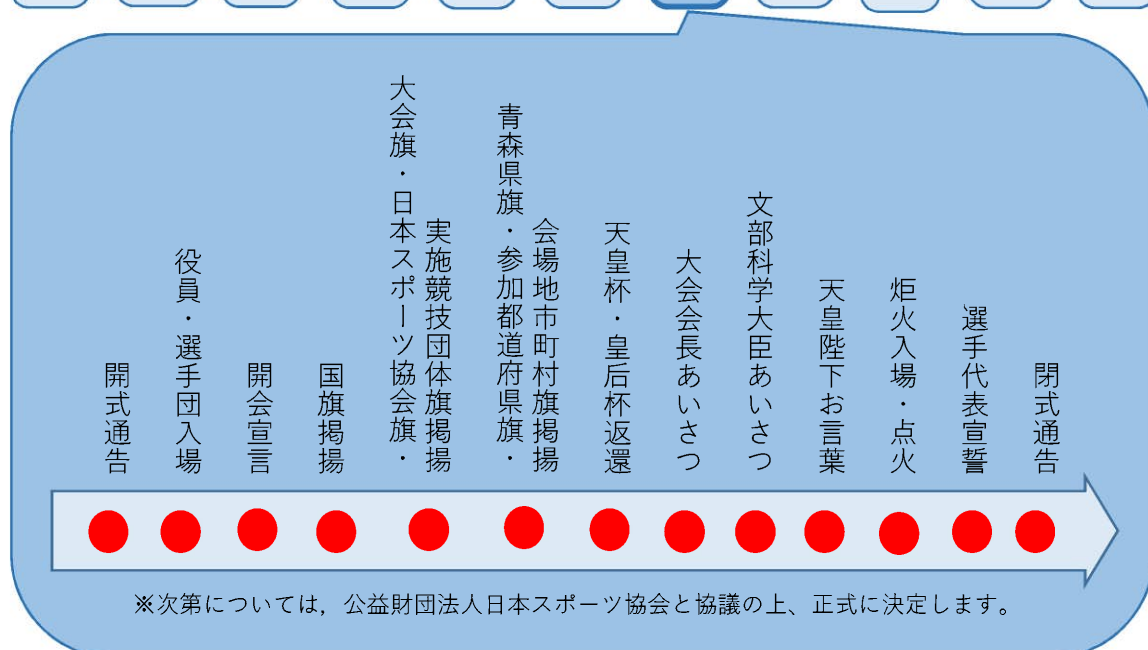 開式通告
役員・選手団入場
開会宣言
国旗掲揚
大会旗・日本スポーツ協会旗・
実施競技団体旗掲揚
青森県旗・参加都道府県旗・
会場地市町村旗掲揚
天皇杯・皇后杯返還
大会会長あいさつ
文部科学大臣あいさつ
天皇陛下お言葉
炬火入場・点火
選手代表宣誓
閉式通告
※次第については，公益財団法人日本スポーツ協会と協議の上、正式に決定します。